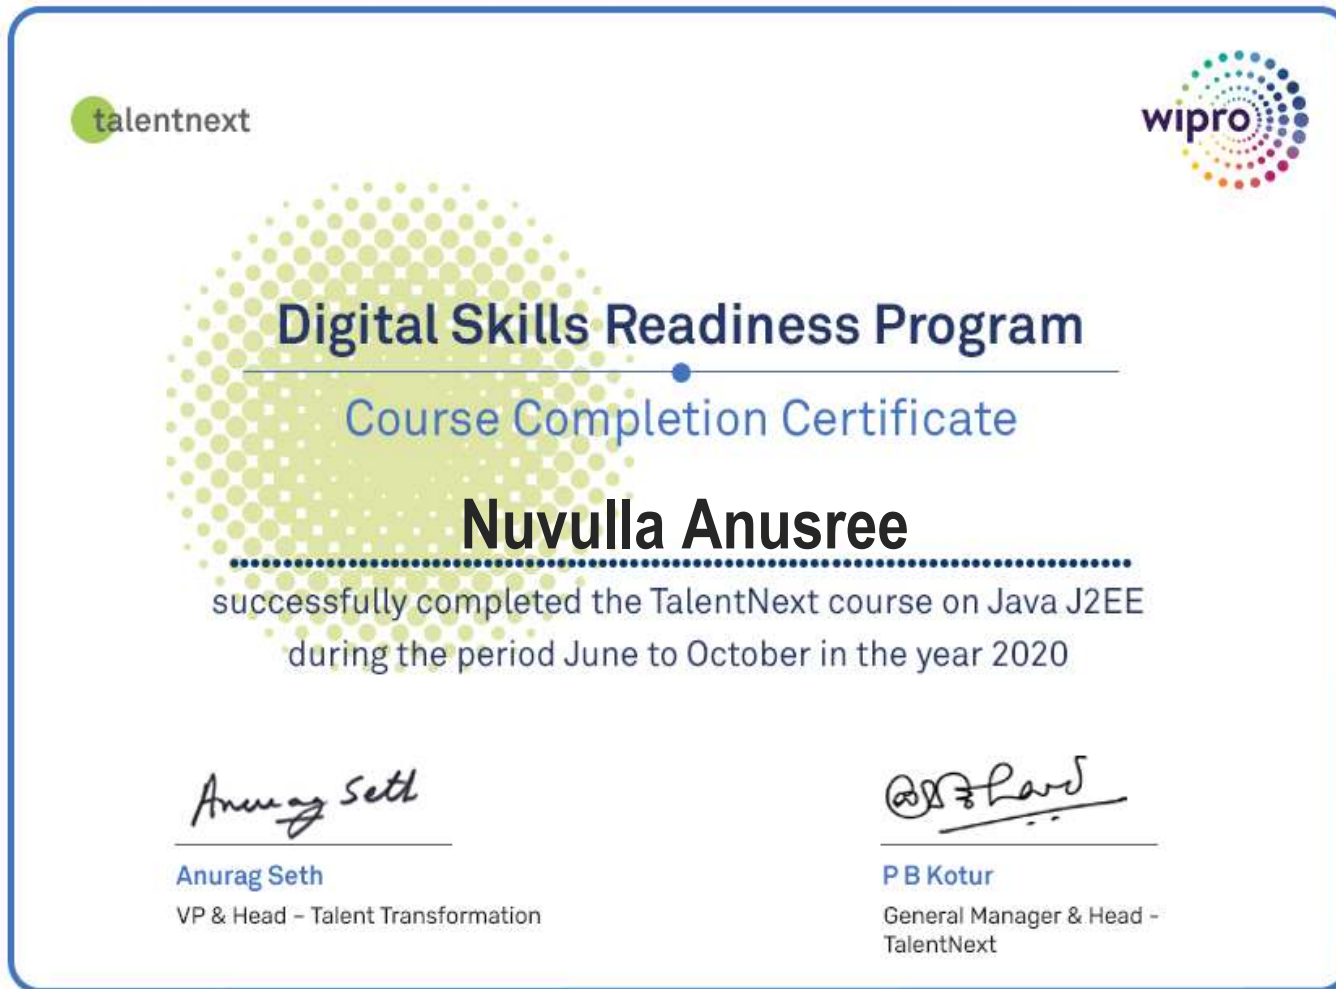 talentnext
wipro
Digital Skills Readiness Program
Course Completion Certificate
Nuvulla Anusree
successfully completed the TalentNext course on Java J2EE
during the period June to October in the year 2020
Anurag Seth
Anurag Seth
VP & Head – Talent Transformation
P B Kotur
General Manager & Head -
TalentNext